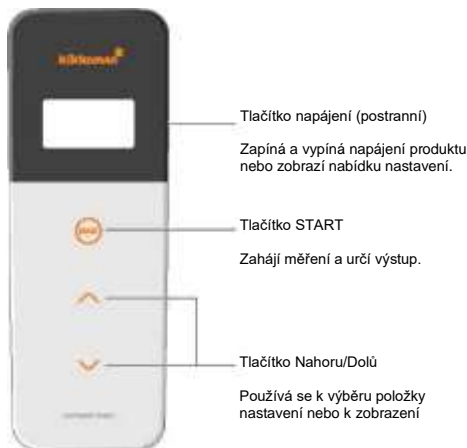 kikkoman
Tlačítko napájení (postranní)
Zapíná a vypíná napájení produktu
nebo zobrazí nabídku nastavení.
Tlačítko START
Zahájí měření a určí výstup.
Tlačítko Nahoru/Dolů
Používá se k výběru položky
nastavení nebo k zobrazení